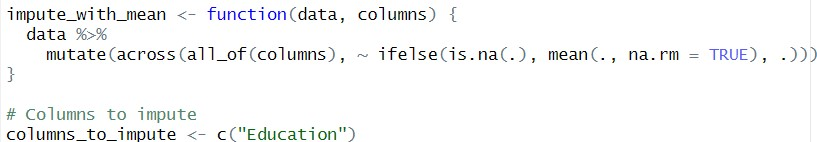 impute_with_mean <- function(data, columns) {
  data %>%
    mutate(across(all_of(columns), ~ ifelse(is.na(.), mean(., na.rm = TRUE), .)))
}

# Columns to impute
columns_to_impute <- c("Education")